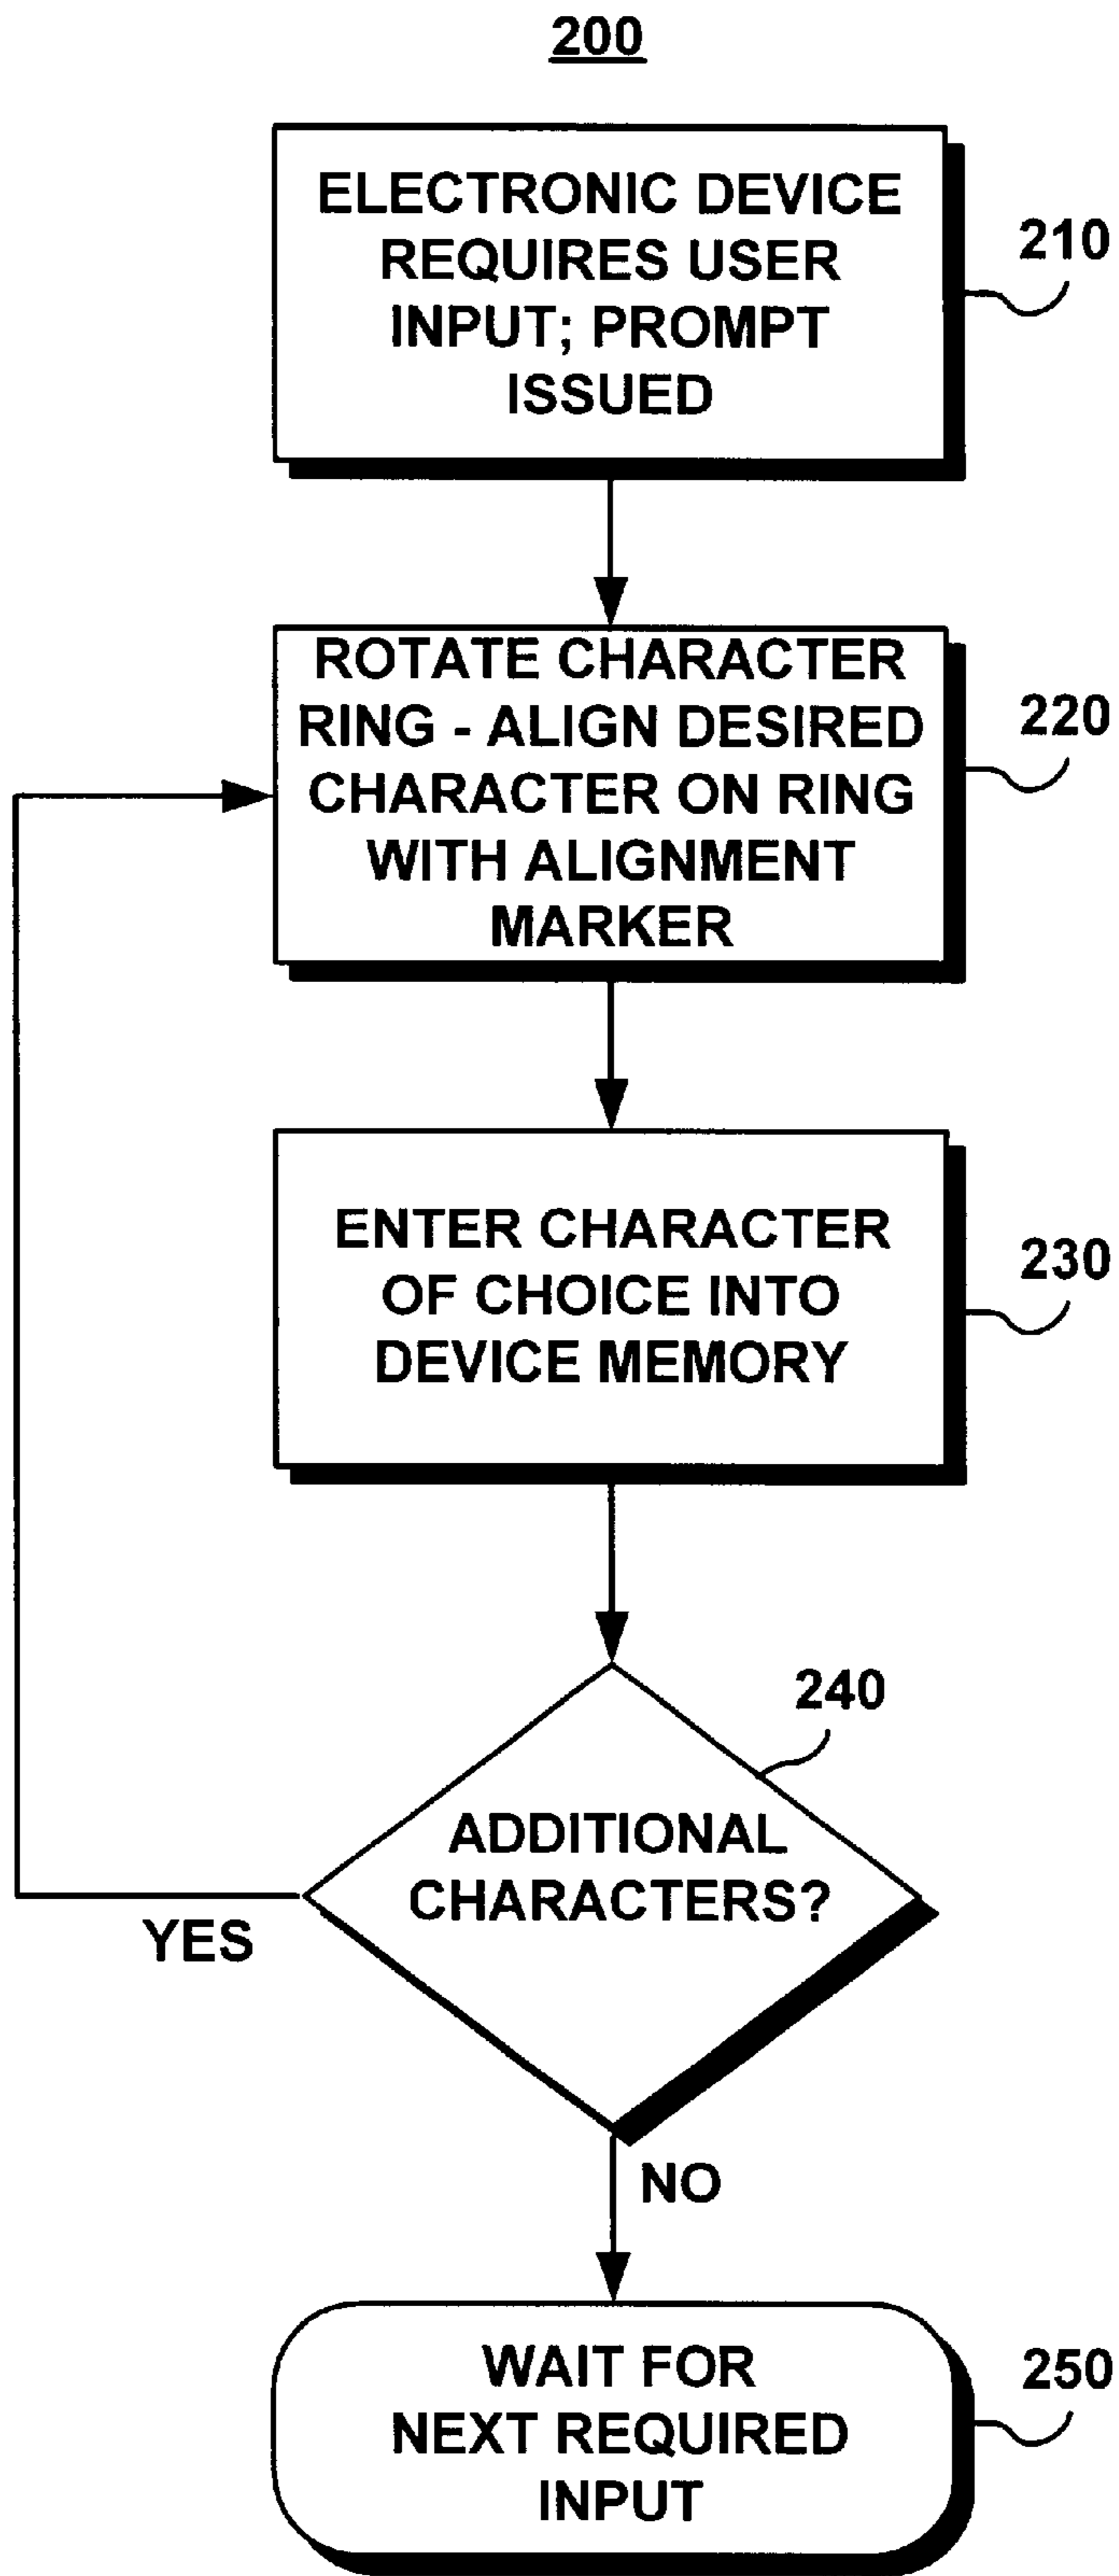 200
ELECTRONIC DEVICE
REQUIRES USER
INPUT; PROMPT
ISSUED
210
ROTATE CHARACTER
RING - ALIGN DESIRED
CHARACTER ON RING
WITH ALIGNMENT
MARKER
220
ENTER CHARACTER
OF CHOICE INTO
DEVICE MEMORY
230
240
ADDITIONAL
CHARACTERS?
YES
NO
WAIT FOR
NEXT REQUIRED
INPUT
250